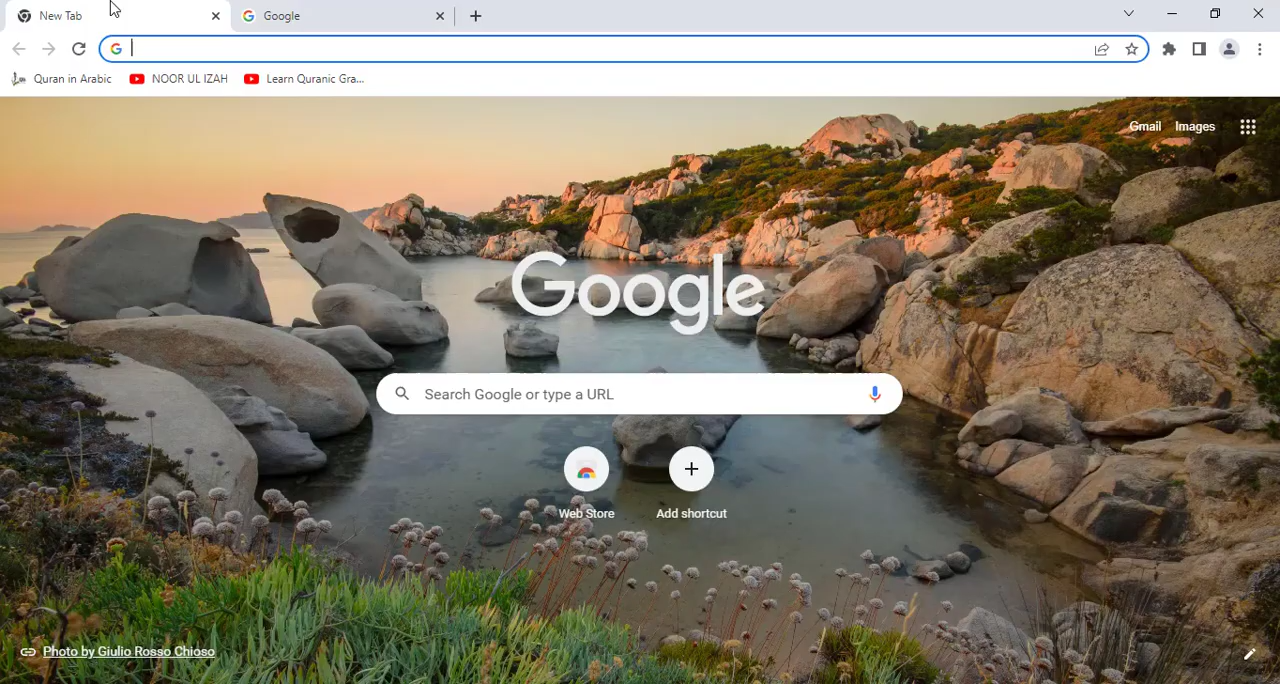 New Tab
Google
Quran in Arabic
NOOR UL IZAH
Learn Quranic Gra...
Gmail
Images
Google
Search Google or type a URL
Web Store
Add shortcut
Photo by Giulio Rosso Chioso